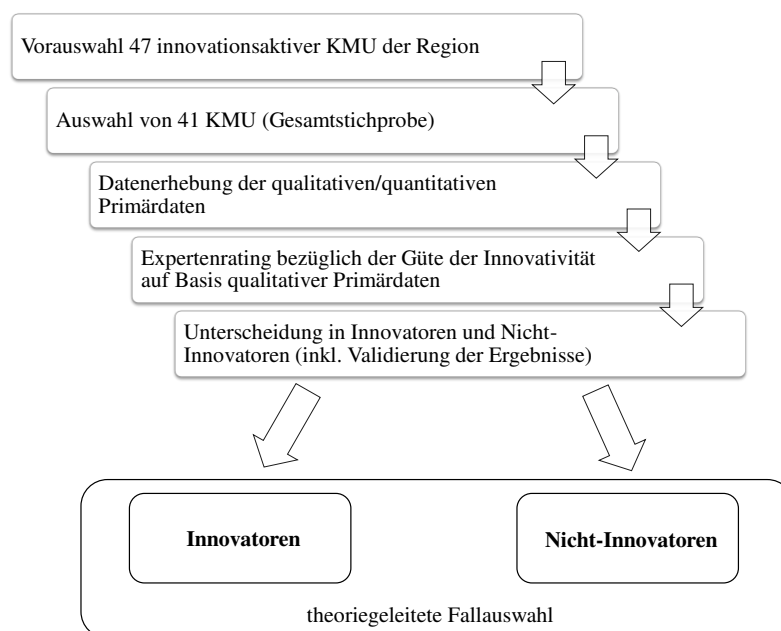 Vorauswahl 47 innovationsaktiver KMU der Region
Auswahl von 41 KMU (Gesamtstichprobe)
Datenerhebung der qualitativen/quantitativen
Primärdaten
Expertenrating bezüglich der Güte der Innovativität
auf Basis qualitativer Primärdaten
Unterscheidung in Innovatoren und Nicht-
Innovatoren (inkl. Validierung der Ergebnisse)
Innovatoren
Nicht-Innovatoren
theoriegeleitete Fallauswahl